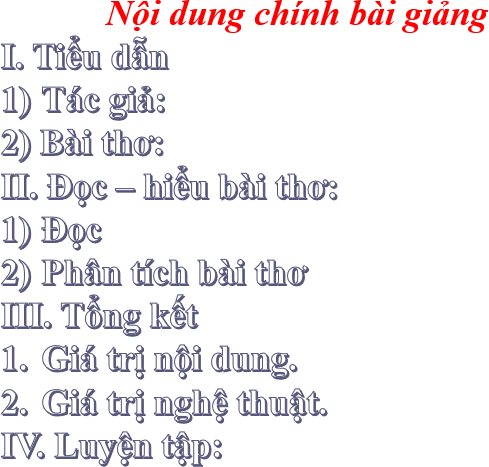 Nội dung chính bài giảng
I. Tiểu dẫn
1) Tác giả:
2) Bài thơ:
II. Đọc – hiểu bài thơ:
1) Đọc
2) Phân tích bài thơ
III. Tổng kết
1. Giá trị nội dung.
2. Giá trị nghệ thuật.
IV. Luyện tập: